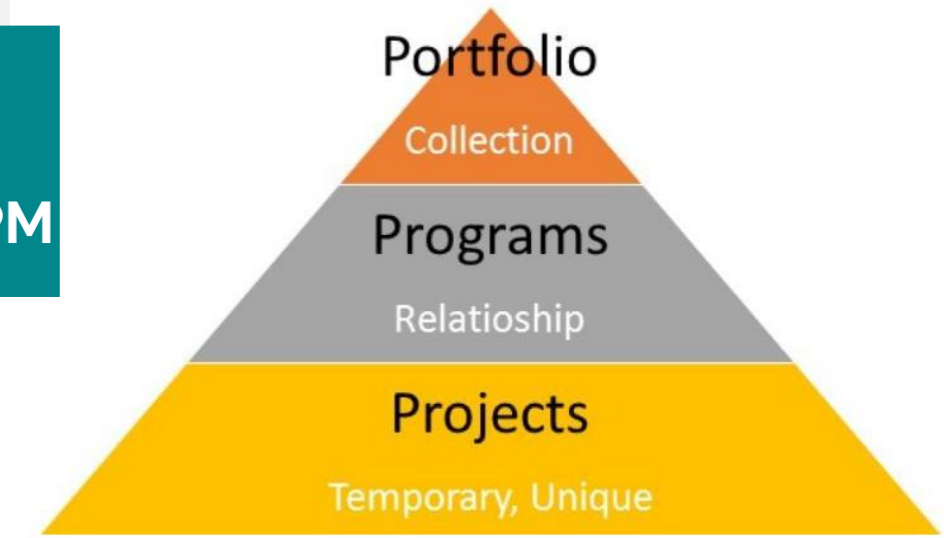 PM
Portfolio
Collection
Programs
Relatioship
Projects
Temporary, Unique